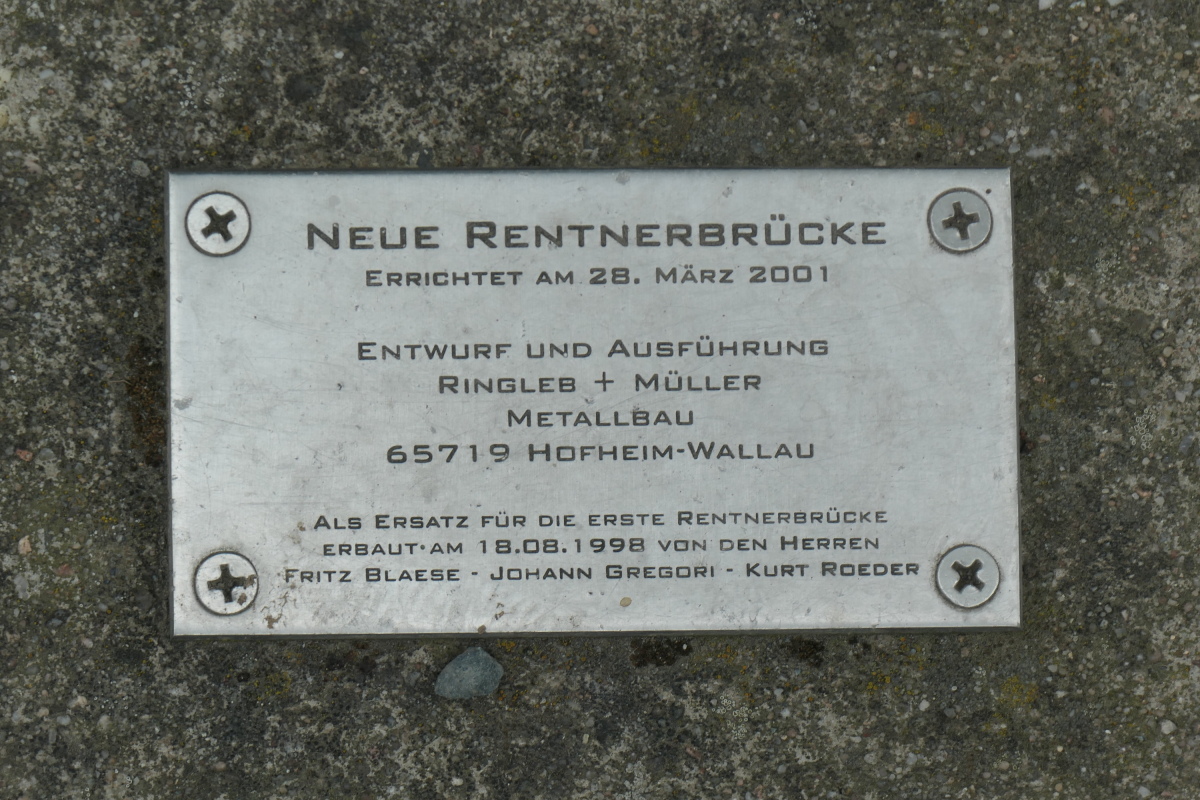 Neue Rentnerbrücke
Errichtet am 28. März 2001
Entwurf und Ausführung
Ringleb + Müller
Metallbau
65719 Hofheim-Wallau
Als Ersatz für die erste Rentnerbrücke
erbaut am 18.08.1998 von den Herren
Fritz Blaese - Johann Gregori - Kurt Roeder